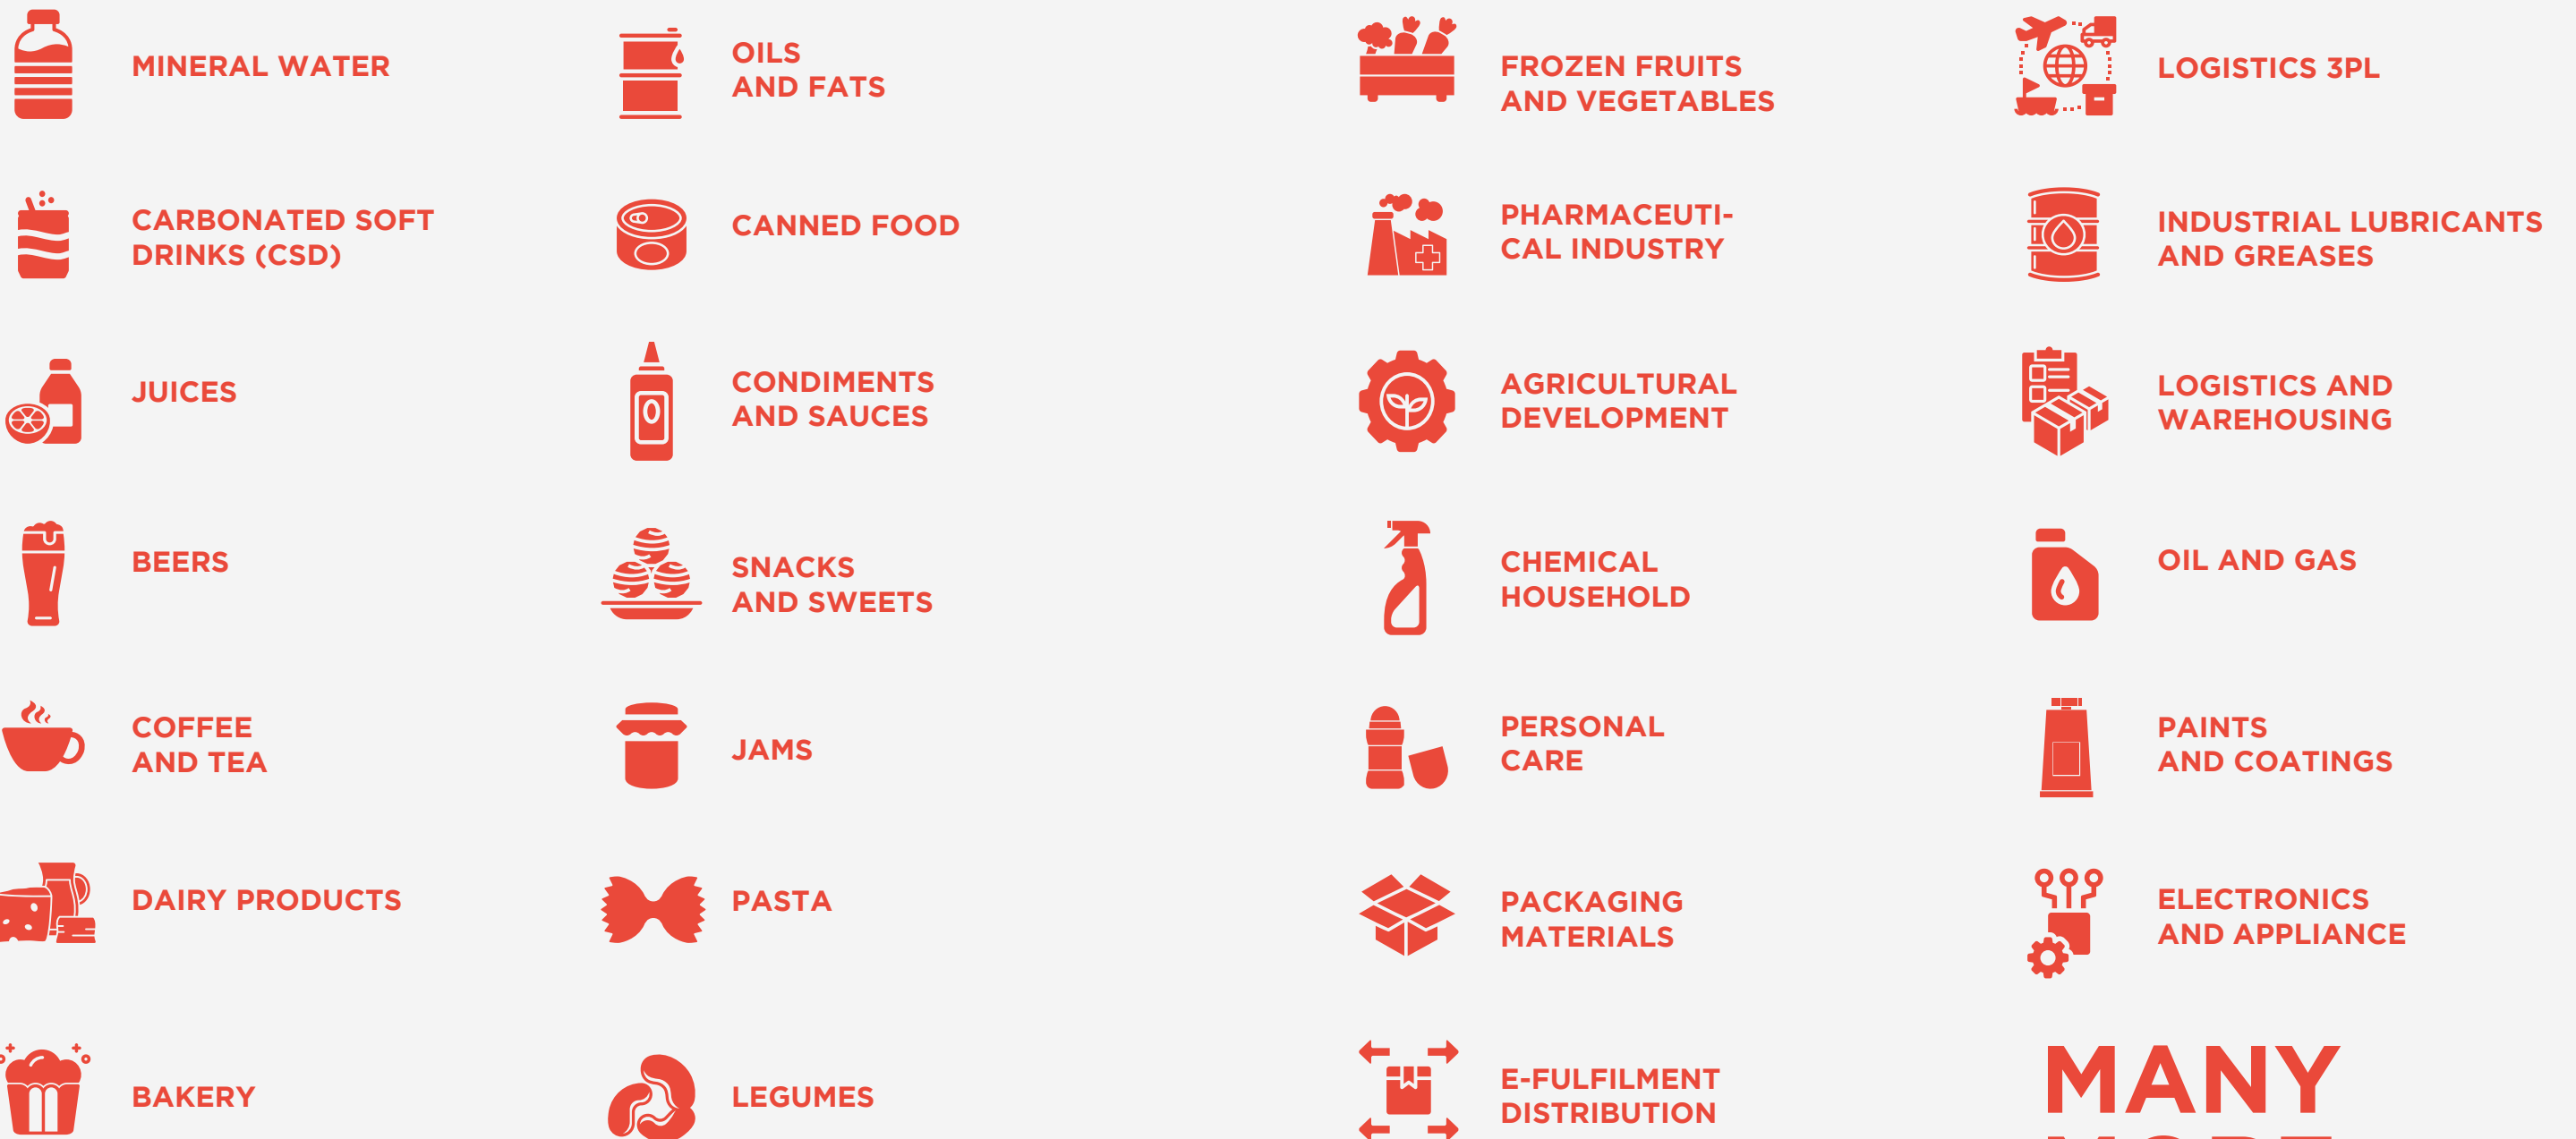 MINERAL WATER
CARBONATED SOFT
DRINKS (CSD)
JUICES
BEERS
COFFEE
AND TEA
DAIRY PRODUCTS
BAKERY
OILS
AND FATS
CANNED FOOD
CONDIMENTS
AND SAUCES
SNACKS
AND SWEETS
JAMS
PASTA
LEGUMES
FROZEN FRUITS
AND VEGETABLES
PHARMACEUTI-
CAL INDUSTRY
AGRICULTURAL
DEVELOPMENT
CHEMICAL
HOUSEHOLD
PERSONAL
CARE
PACKAGING
MATERIALS
E-FULFILMENT
DISTRIBUTION
LOGISTICS 3PL
INDUSTRIAL LUBRICANTS
AND GREASES
LOGISTICS AND
WAREHOUSING
OIL AND GAS
PAINTS
AND COATINGS
ELECTRONICS
AND APPLIANCE
MANY